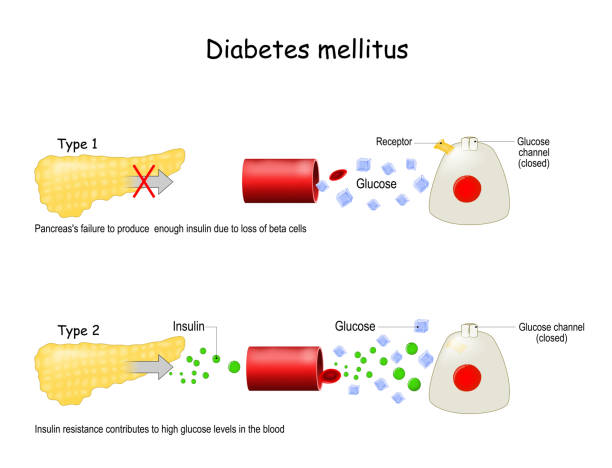 Diabetes mellitus
Type 1
Receptor
Glucose
channel
(closed)
Glucose
Pancreas's failure to produce enough insulin due to loss of beta cells
Type 2
Insulin
Glucose
Glucose channel
(closed)
Insulin resistance contributes to high glucose levels in the blood